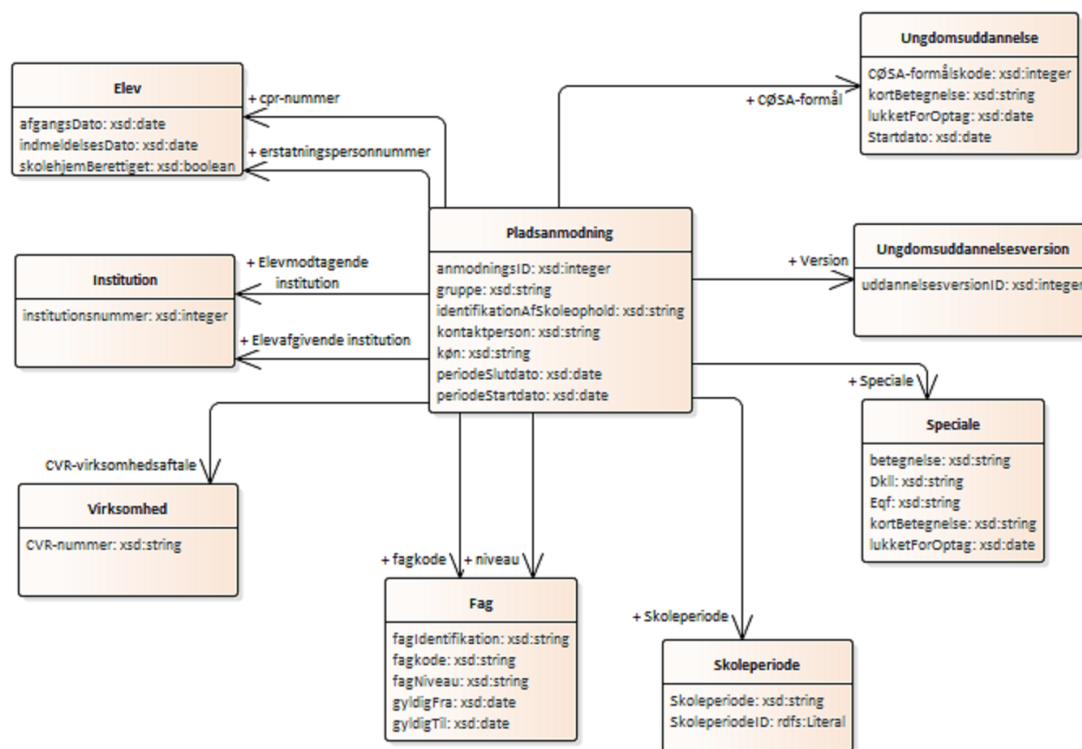 Ungdomsuddannelse
CØSA-formålskode: xsd:integer
kortBetegnelse: xsd:string
lukketForOptag: xsd:date
Startdato: xsd:date
+ CØSA-formål
Elev
afgangsDato: xsd:date
indmeldelsesDato: xsd:date
skolehjemBerettiget: xsd:boolean
+ cpr-nummer
+ erstatningspersonnummer
Pladsanmodning
anmodningsID: xsd:integer
gruppe: xsd:string
identifikationAfSkoleophold: xsd:string
kontaktperson: xsd:string
køn: xsd:string
periodeSlutdato: xsd:date
periodeStartdato: xsd:date
+ Version
Ungdomsuddannelsesversion
uddannelsesversionID: xsd:integer
Institution
institutionsnummer: xsd:integer
+ Elevmodtagende
institution
+ Elevafgivende institution
+ Speciale
Speciale
betegnelse: xsd:string
Dkll: xsd:string
Eqf: xsd:string
kortBetegnelse: xsd:string
lukketForOptag: xsd:date
CVR-virksomhedsaftale
Virksomhed
CVR-nummer: xsd:string
+ fagkode
+ niveau
Fag
fagIdentifikation: xsd:string
fagkode: xsd:string
fagNiveau: xsd:string
gyldigFra: xsd:date
gyldigTil: xsd:date
+ Skoleperiode
Skoleperiode
Skoleperiode: xsd:string
SkoleperiodeID: rdfs:Literal